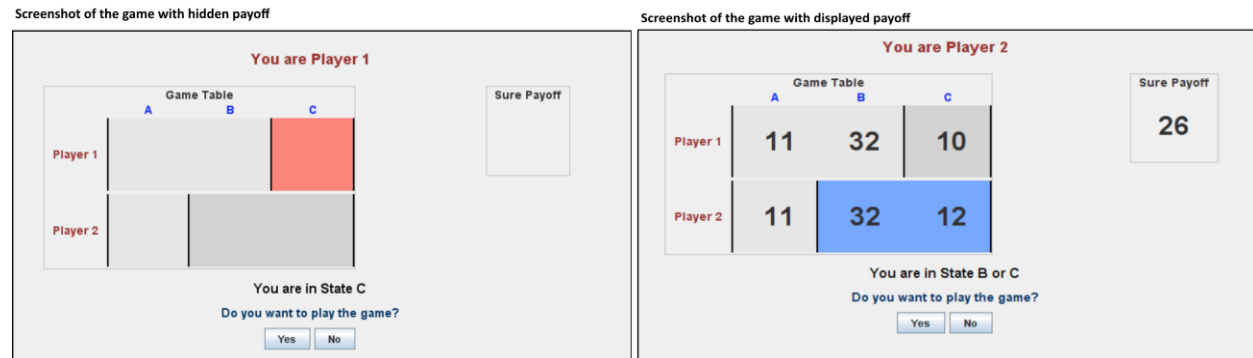 Screenshot of the game with hidden payoff
You are Player 1
Game Table
A B C
Player 1
Player 2
Sure Payoff
You are in State C
Do you want to play the game?
Yes No
Screenshot of the game with displayed payoff
You are Player 2
Game Table
A B C
Player 1 11 32 10
Player 2 11 32 12
Sure Payoff
26
You are in State B or C
Do you want to play the game?
Yes No